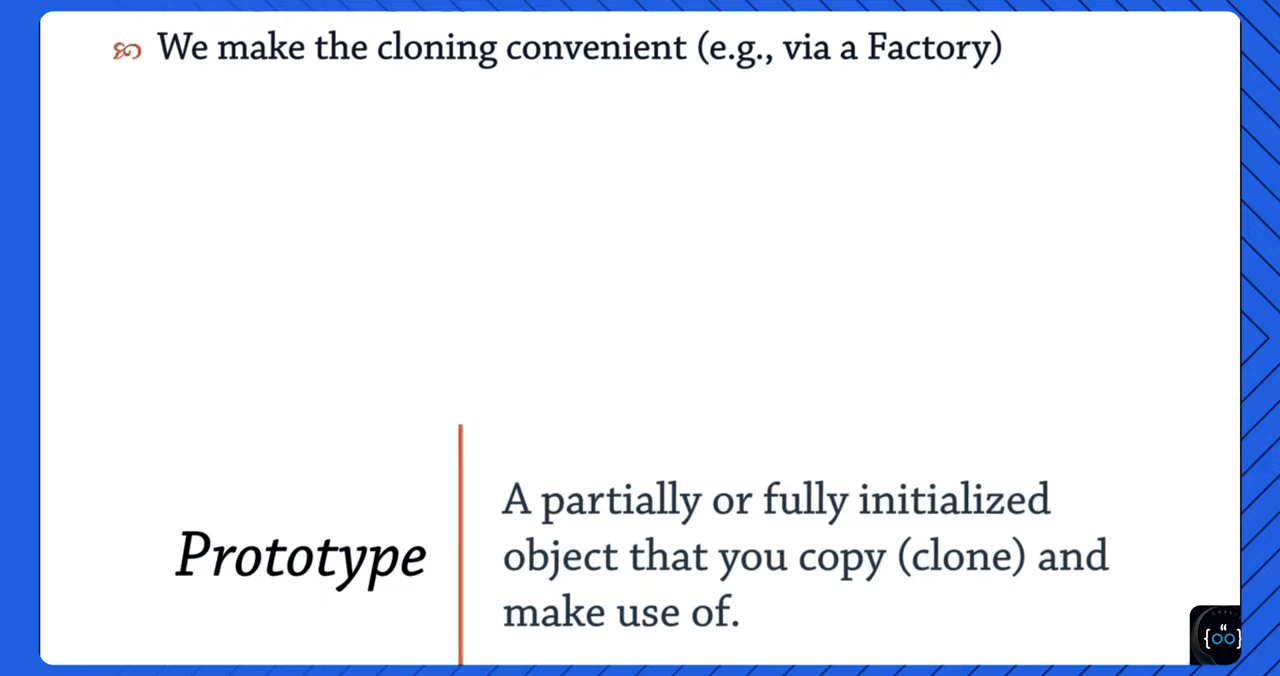 We make the cloning convenient (e.g., via a Factory)
Prototype
A partially or fully initialized
object that you copy (clone) and
make use of.
“
{oo}